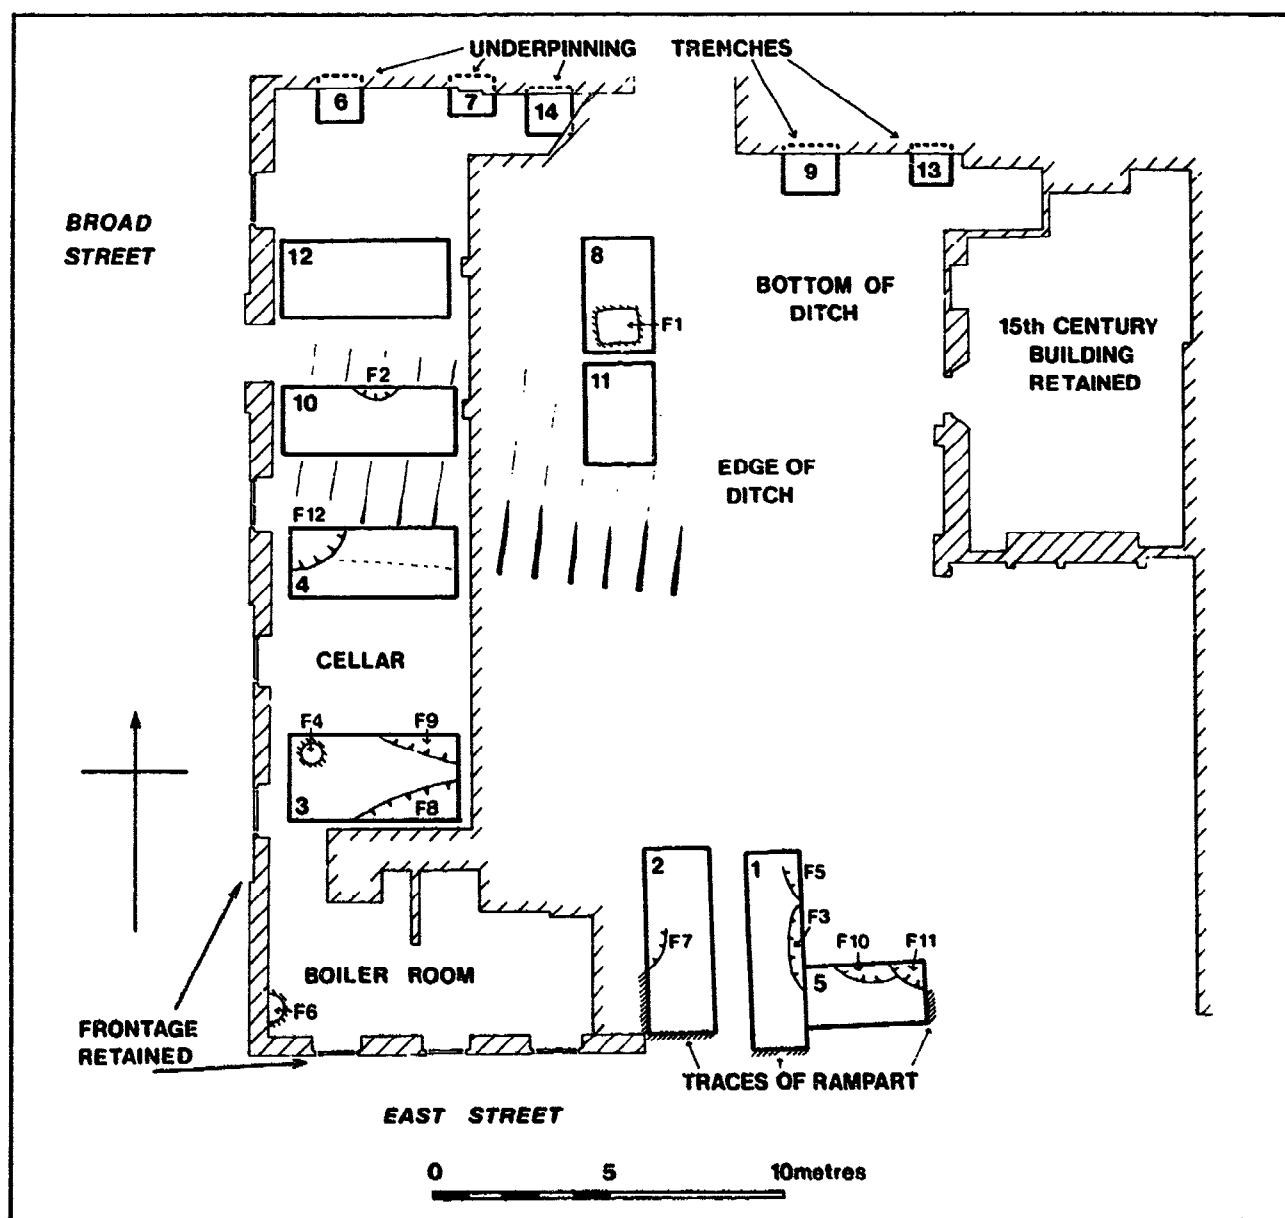 UNDERPINNING TRENCHES
6
7
14
9
13
BROAD
STREET
12
8
F1
BOTTOM OF
DITCH
15th CENTURY
BUILDING
RETAINED
F2
10
11
EDGE OF
DITCH
F12
4
CELLAR
F4
F9
3
F8
2
1
F5
F3
F7
F10
F11
5
BOILER ROOM
F6
FRONTAGE
RETAINED
TRACES OF RAMPART
EAST STREET
0 5 10metres